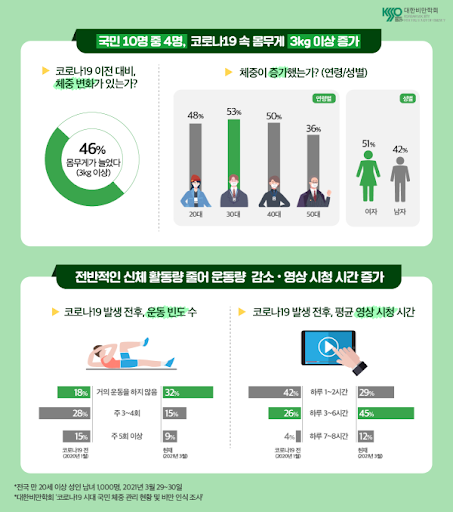 대한비만학회
국민 10명 중 4명, 코로나19 속 몸무게 3kg 이상 증가
▶ 코로나19 이전 대비,
체중 변화가 있는가?
46%
몸무게가 늘었다
(3kg 이상)
▶ 체중이 증가했는가? (연령/성별)
연령별
48% 53% 50% 36%
20대 30대 40대 50대
성별
51% 42%
여자 남자
전반적인 신체 활동량 줄어 운동량 감소·영상 시청 시간 증가
▶ 코로나19 발생 전후, 운동 빈도 수
18% 거의 운동을 하지 않음 32%
28% 주 3~4회 15%
15% 주 5회 이상 9%
코로나19 전 현재
(2020년 1월) (2021년 3월)
▶ 코로나19 발생 전후, 평균 영상 시청 시간
42% 하루 1~2시간 29%
26% 하루 3~6시간 45%
4% 하루 7~8시간 12%
코로나19 전 현재
(2020년 1월) (2021년 3월)
*전국 만 20세 이상 성인 남녀 1,000명, 2021년 3월 29~30일
*대한비만학회 '코로나19 시대 국민 체중 관리 현황 및 비만 인식 조사'